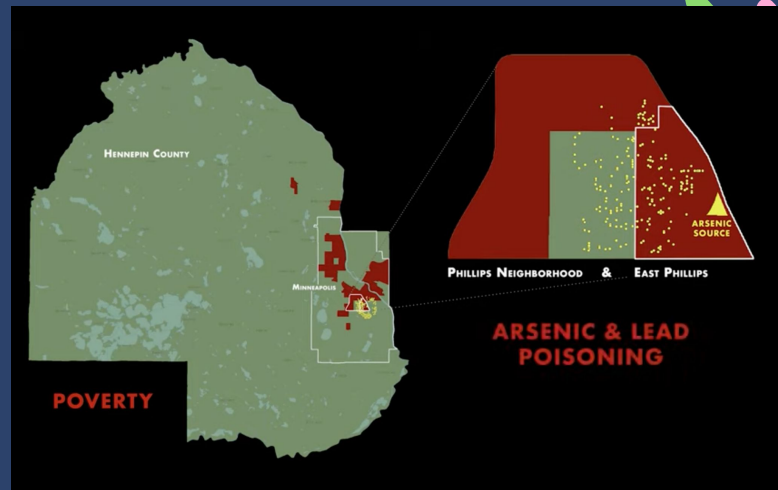 HENNEPIN COUNTY
MINNEAPOLIS
POVERTY
ARSENIC
SOURCE
PHILLIPS NEIGHBORHOOD & EAST PHILLIPS
ARSENIC & LEAD
POISONING